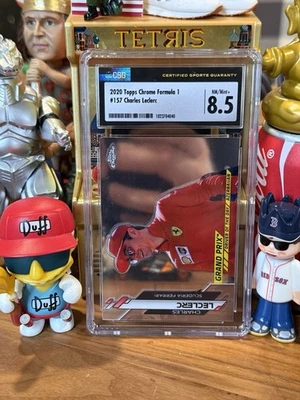 TETRIS
CSG
CERTIFIED SPORTS GUARANTY
2020 Topps Chrome Formula 1
#157 Charles Leclerc
NM/Mint+
8.5
Duff
Duff
GRAND PRIX
CHARLES
LECLERC
SCUDERIA FERRARI
B
RED SOX